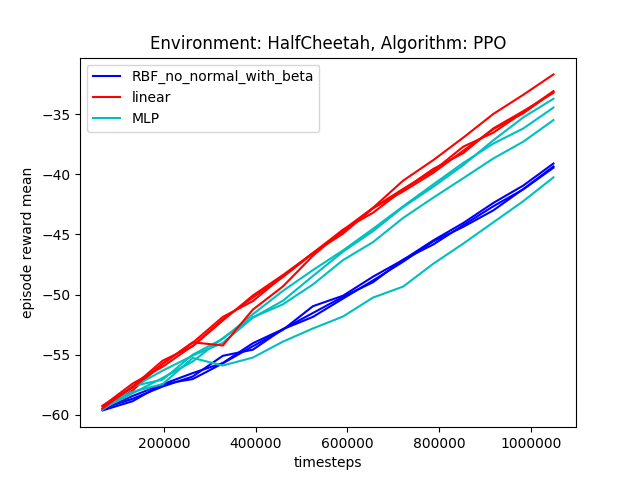 Environment: HalfCheetah, Algorithm: PPO
RBF_no_normal_with_beta
linear
MLP
episode reward mean
−35
−40
−45
−50
−55
−60
200000 400000 600000 800000 1000000
timesteps